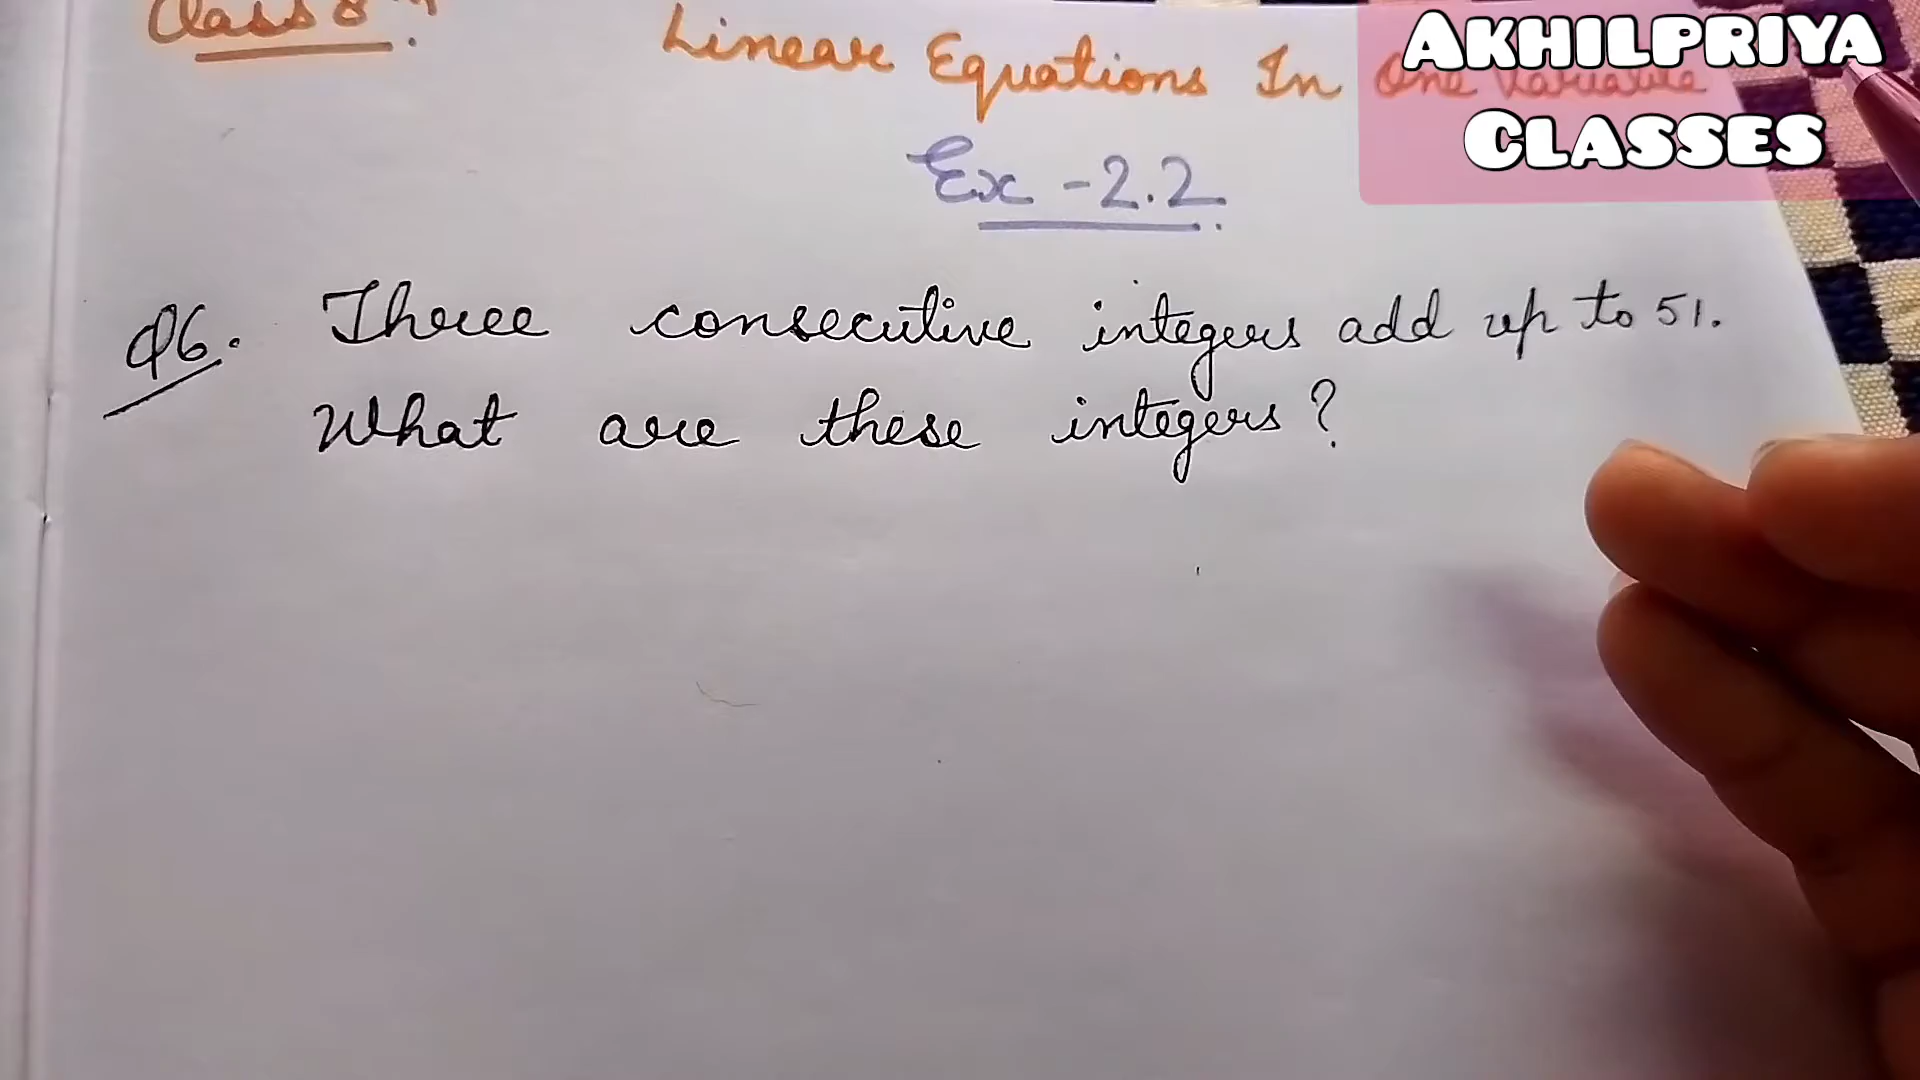 Class 8th
Linear Equations In One Variable
AKHILPRIYA
CLASSES
Ex - 2.2
Q6. Three consecutive integers add up to 51.
What are these integers?